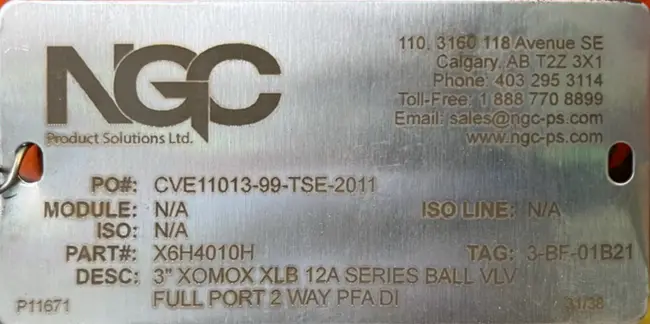 NGC
Product Solutions Ltd.
110, 3160 118 Avenue SE
Calgary, AB T2Z 3X1
Phone: 403 295 3114
Toll-Free: 1 888 770 8899
Email: sales@ngc-ps.com
www.ngc-ps.com
PO#: CVE11013-99-TSE-2011
MODULE: N/A ISO LINE: N/A
ISO: N/A
PART#: X6H4010H TAG: 3-BF-01B21
DESC: 3" XOMOX XLB 12A SERIES BALL VLV
FULL PORT 2 WAY PFA DI
P11671 31/38